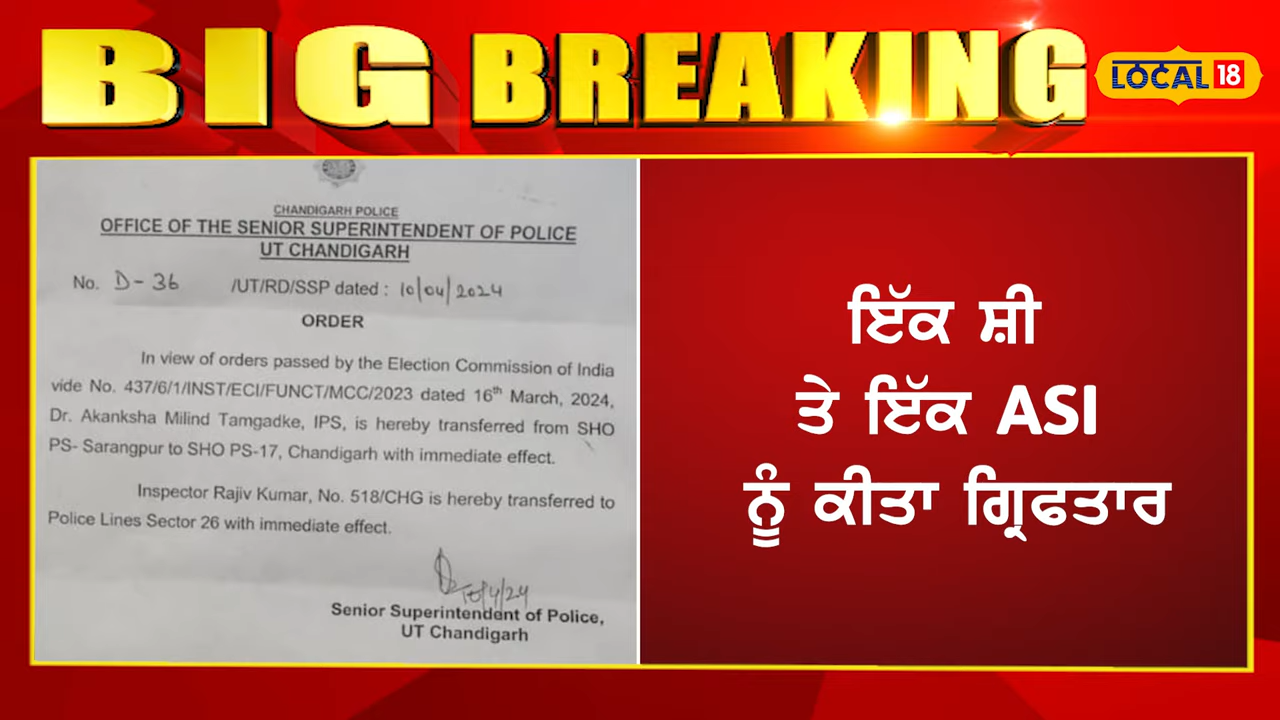 BIG BREAKING
LOCAL 18
CHANDIGARH POLICE
OFFICE OF THE SENIOR SUPERINTENDENT OF POLICE
UT CHANDIGARH
No. D-36 /UT/RD/SSP dated : 10/04/2024
ORDER
In view of orders passed by the Election Commission of India
vide No. 437/6/1/INST/ECI/FUNCT/MCC/2023 dated 16th March, 2024,
Dr. Akanksha Milind Tamgadke, IPS, is hereby transferred from SHO
PS- Sarangpur to SHO PS-17, Chandigarh with immediate effect.
Inspector Rajiv Kumar, No. 518/CHG is hereby transferred to
Police Lines Sector 26 with immediate effect.
10/4/24
Senior Superintendent of Police,
UT Chandigarh
ਇੱਕ ਸ਼ੀ
ਤੇ ਇੱਕ ASI
ਨੂੰ ਕੀਤਾ ਗ੍ਰਿਫਤਾਰ